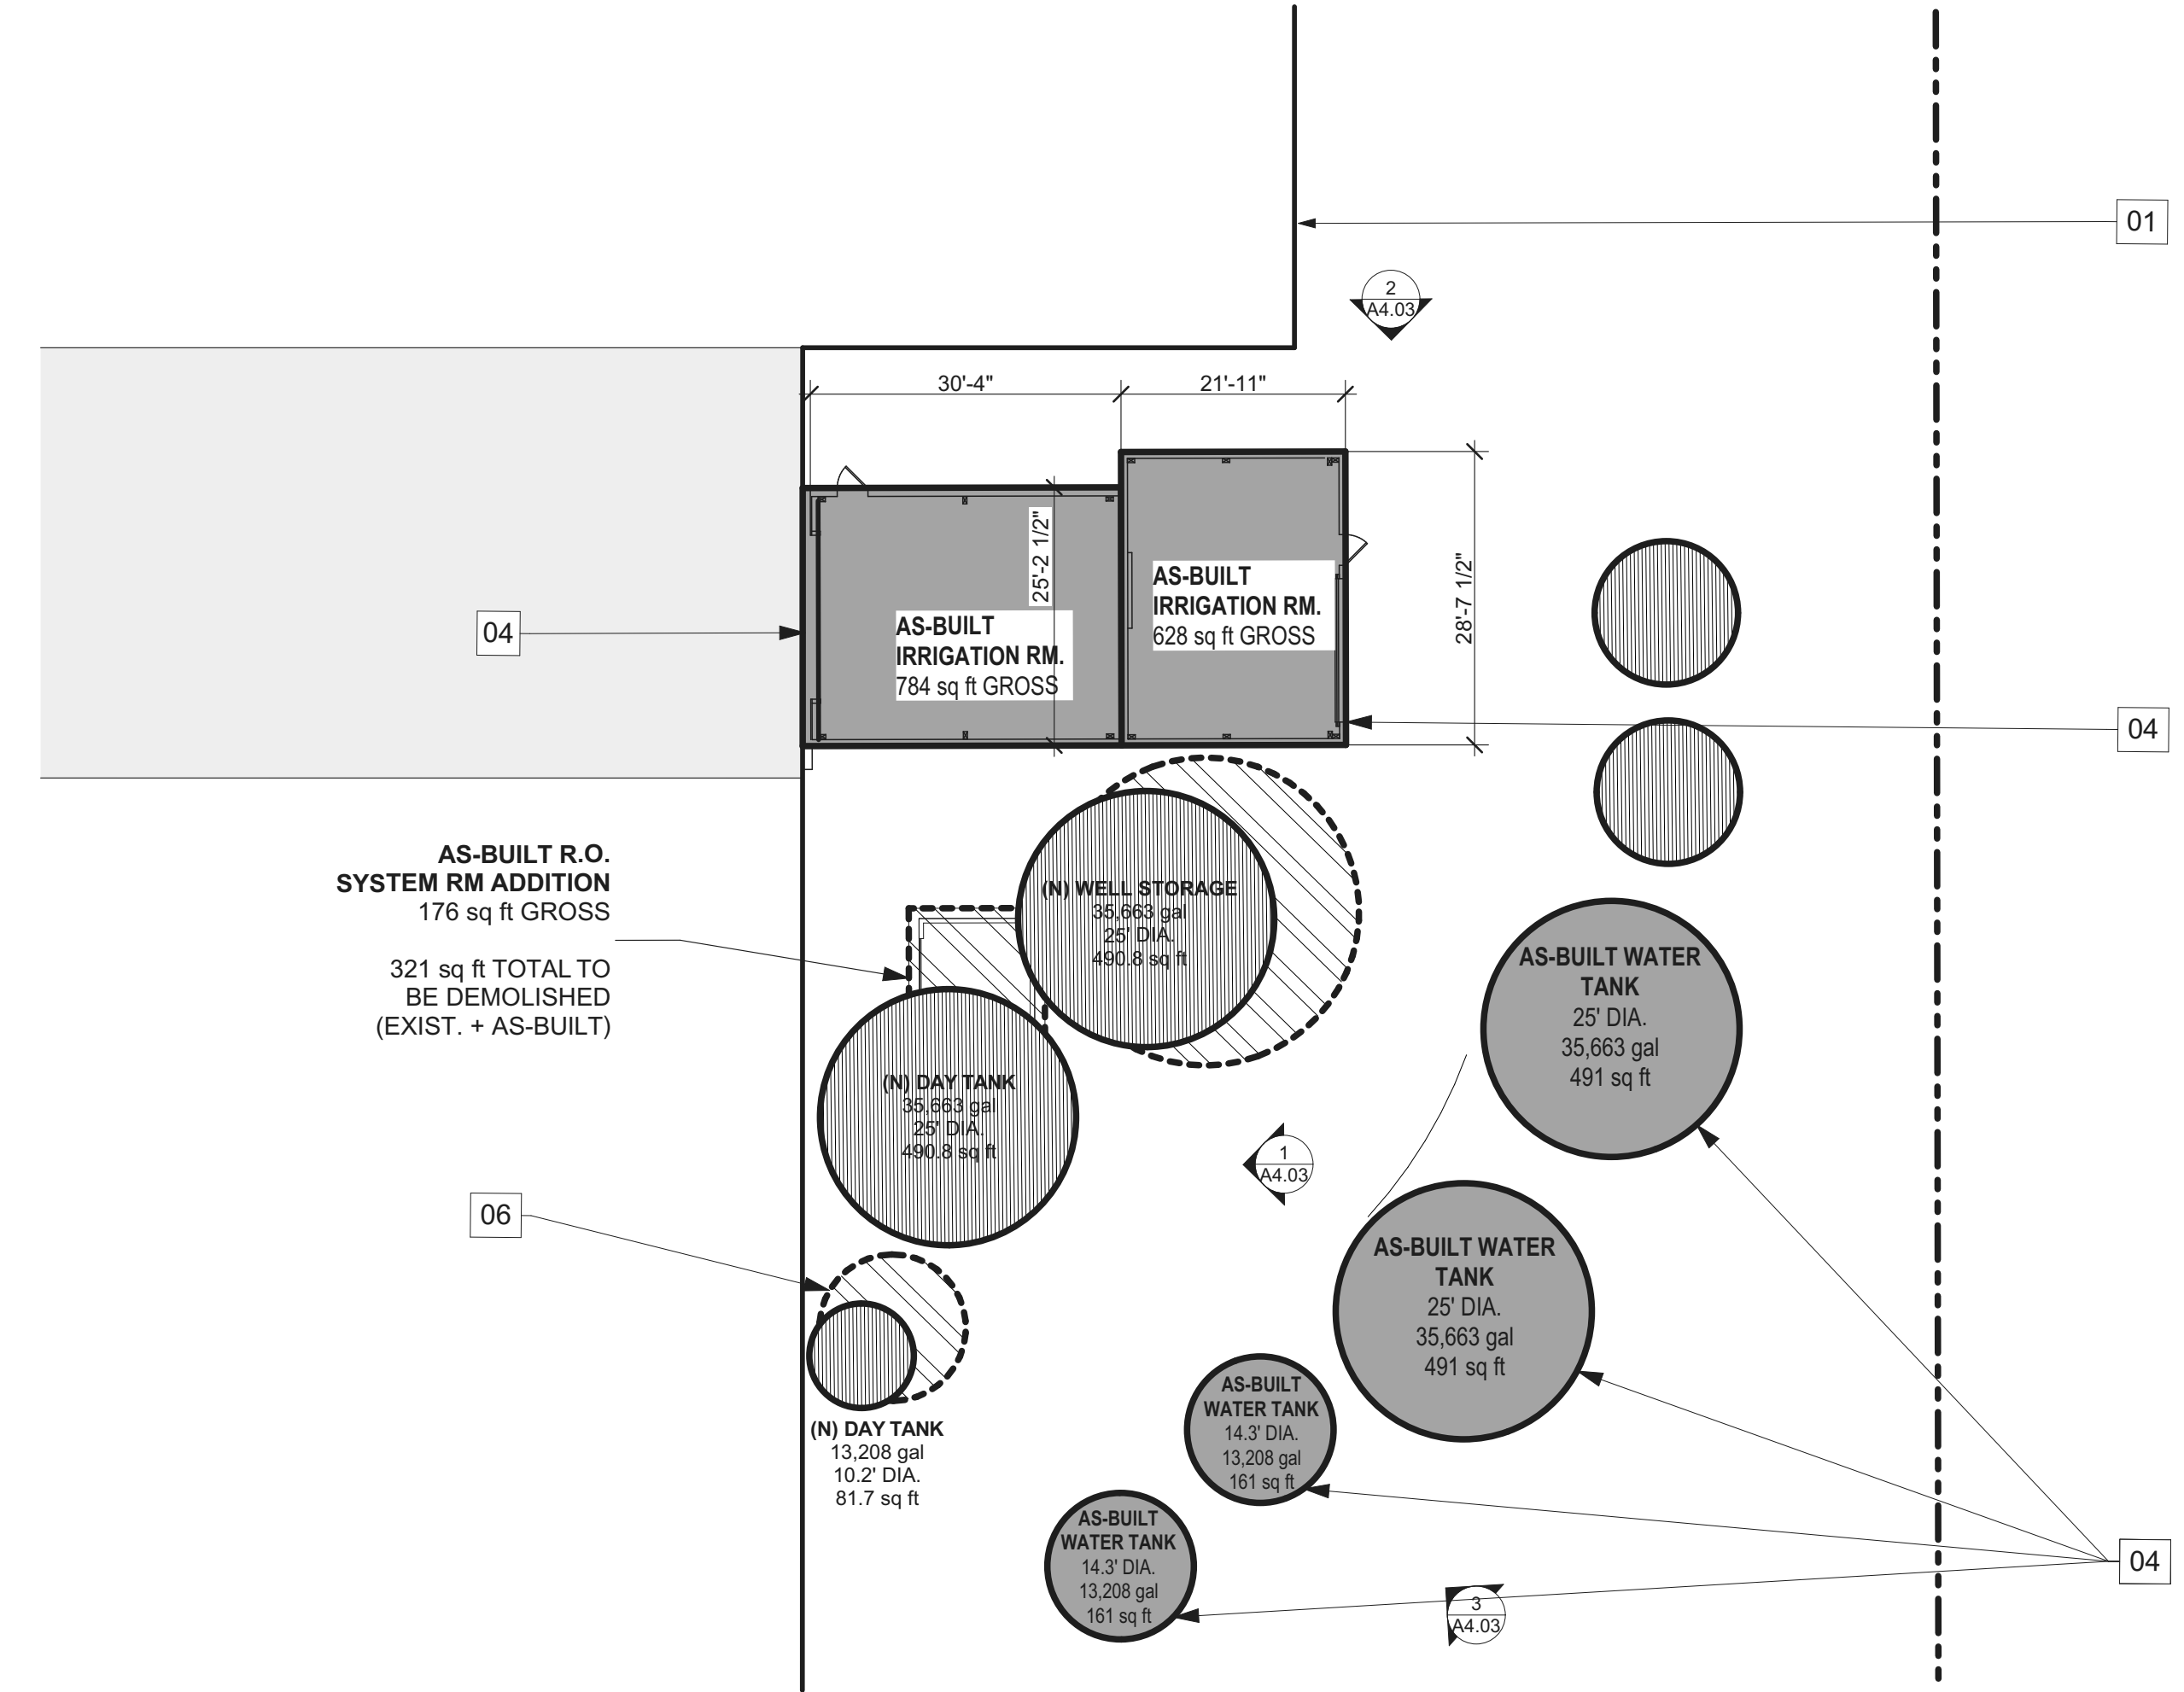 01
2
A4.03
30'-4"
21'-11"
25'-2 1/2"
28'-7 1/2"
AS-BUILT
IRRIGATION RM.
628 sq ft GROSS
04
AS-BUILT
IRRIGATION RM.
784 sq ft GROSS
04
AS-BUILT R.O.
SYSTEM RM ADDITION
176 sq ft GROSS
321 sq ft TOTAL TO
BE DEMOLISHED
(EXIST. + AS-BUILT)
(N) WELL STORAGE
35,663 gal
25' DIA.
490.8 sq ft
AS-BUILT WATER
TANK
25' DIA.
35,663 gal
491 sq ft
(N) DAY TANK
35,663 gal
25' DIA.
490.8 sq ft
1
A4.03
06
AS-BUILT WATER
TANK
25' DIA.
35,663 gal
491 sq ft
AS-BUILT
WATER TANK
14.3' DIA.
13,208 gal
161 sq ft
(N) DAY TANK
13,208 gal
10.2' DIA.
81.7 sq ft
AS-BUILT
WATER TANK
14.3' DIA.
13,208 gal
161 sq ft
04
3
A4.03